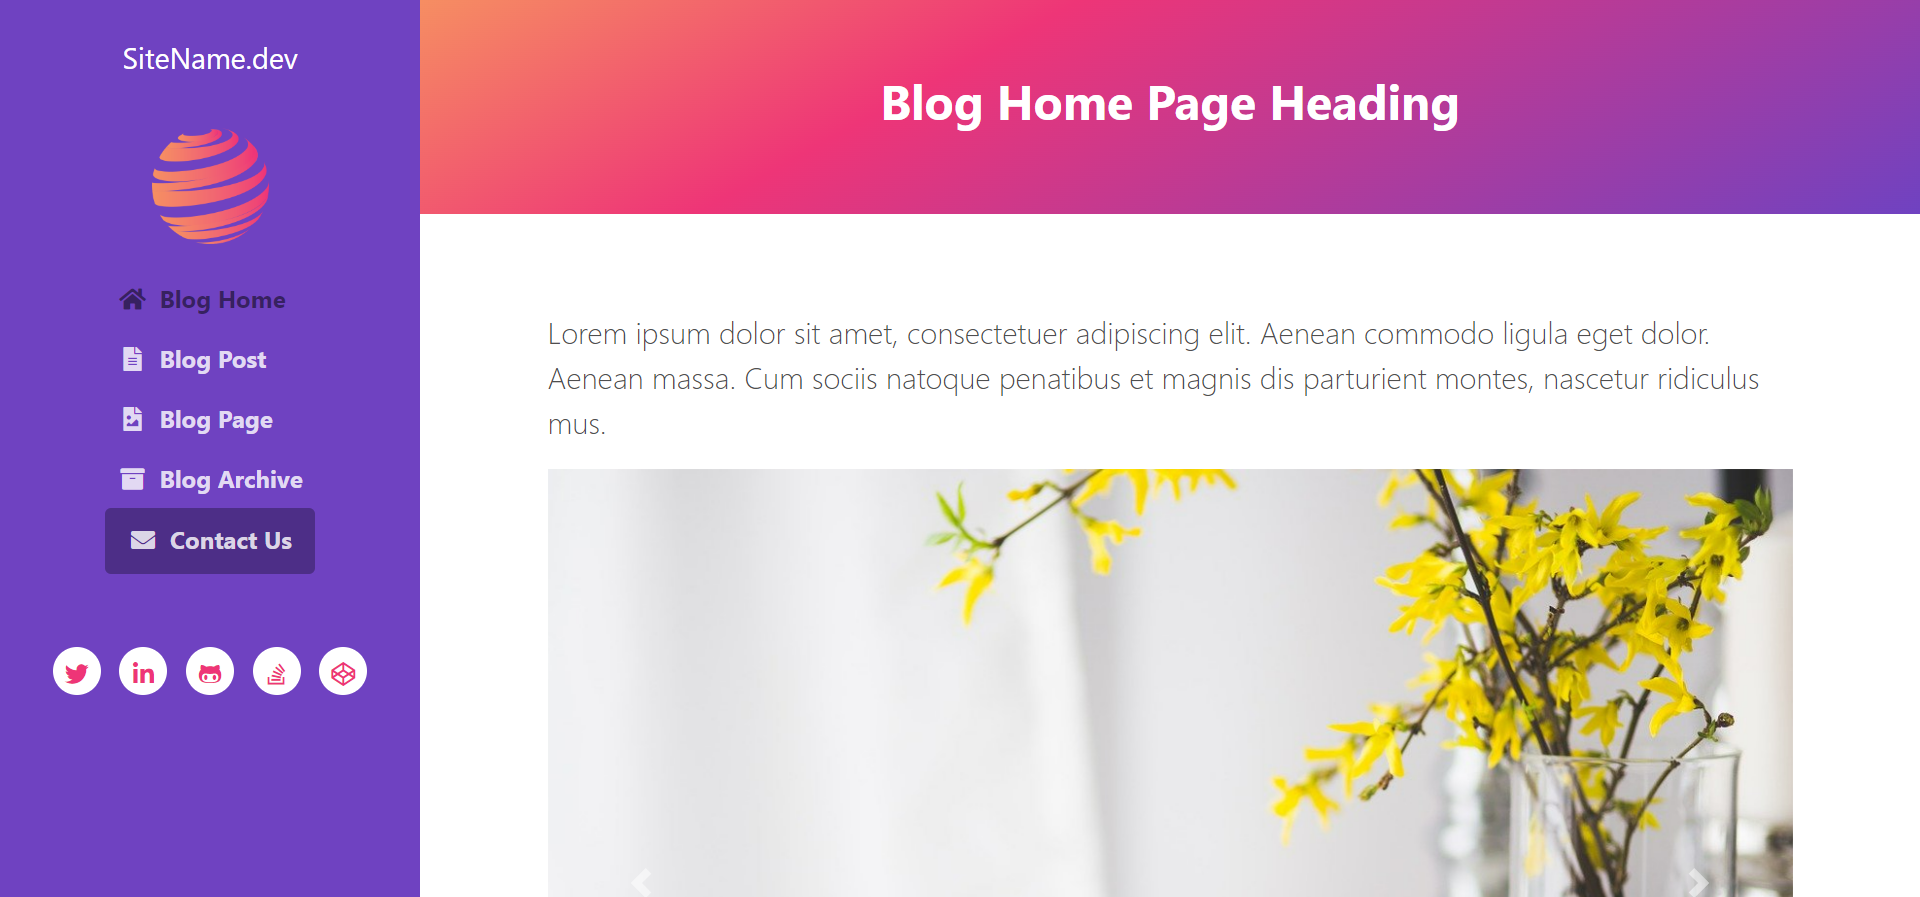 SiteName.dev
Blog Home
Blog Post
Blog Page
Blog Archive
Contact Us
Blog Home Page Heading
Lorem ipsum dolor sit amet, consectetuer adipiscing elit. Aenean commodo ligula eget dolor.
Aenean massa. Cum sociis natoque penatibus et magnis dis parturient montes, nascetur ridiculus
mus.